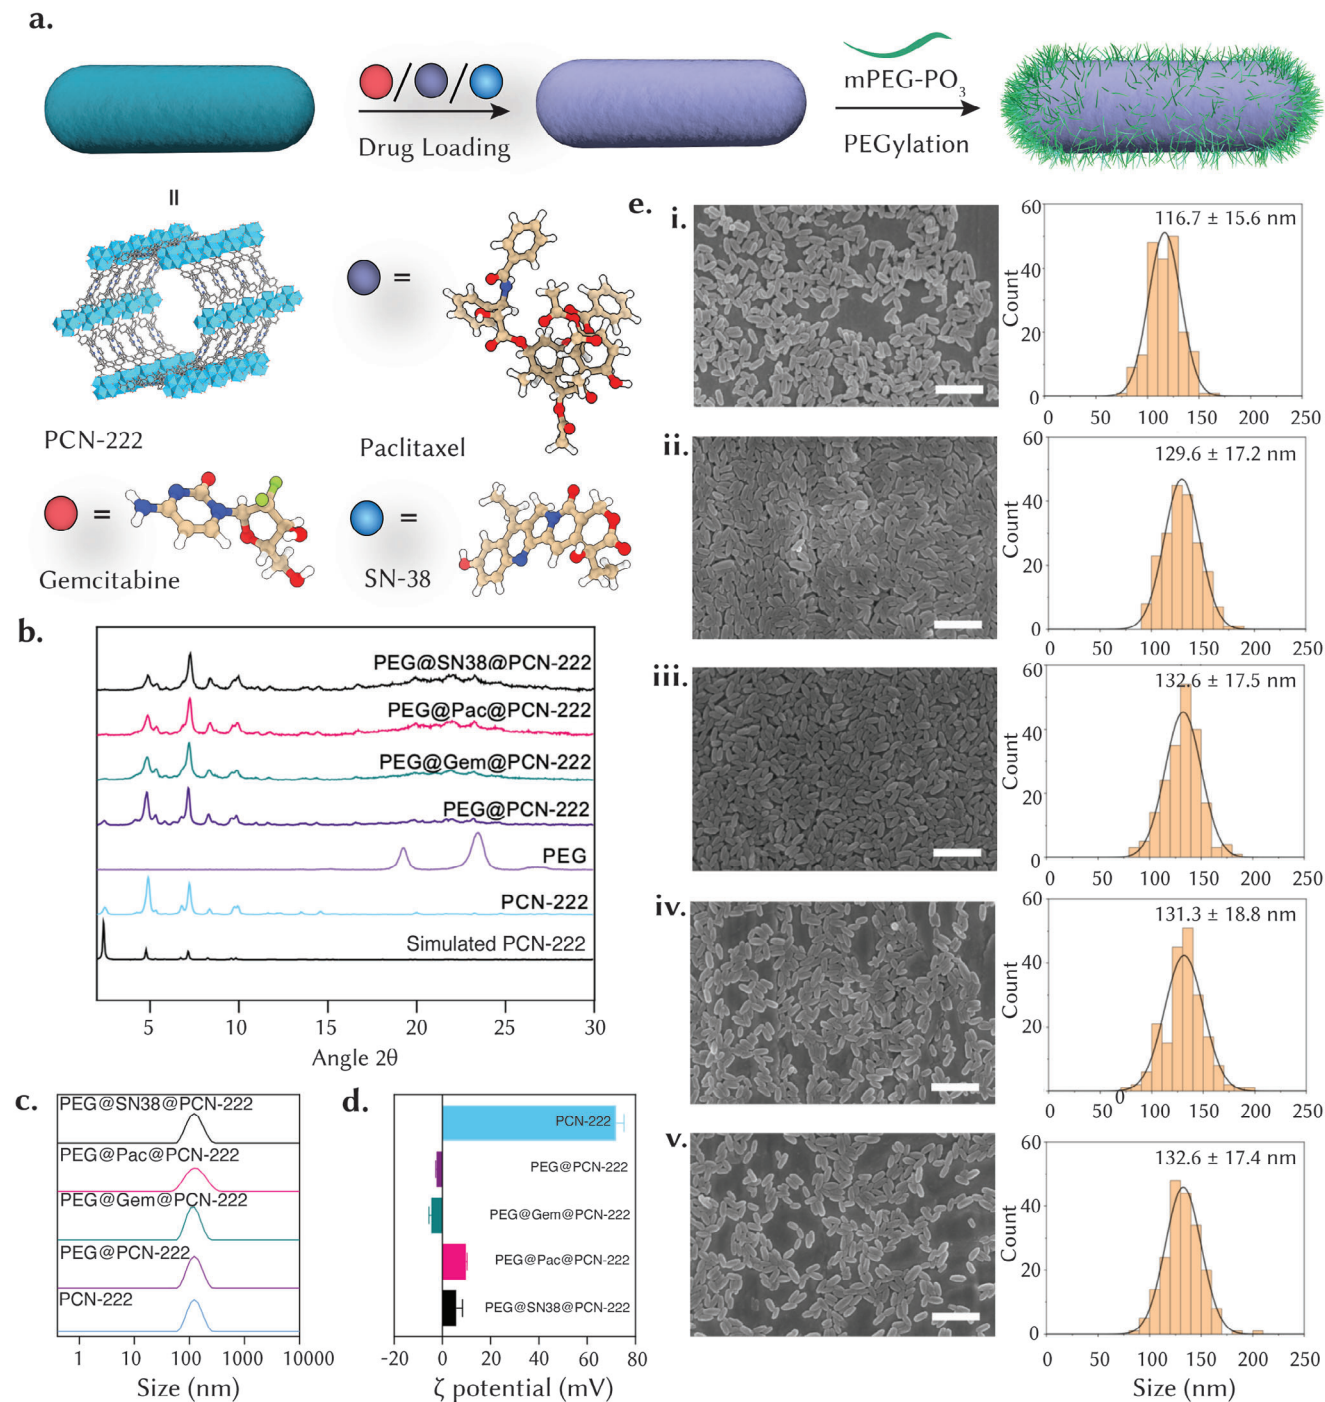 a.
/ /
Drug Loading
mPEG-PO3
PEGylation
=
PCN-222
=
Paclitaxel
=
Gemcitabine
=
SN-38
b.
PEG@SN38@PCN-222
PEG@Pac@PCN-222
PEG@Gem@PCN-222
PEG@PCN-222
PEG
PCN-222
Simulated PCN-222
5 10 15 20 25 30
Angle 2θ
c.
PEG@SN38@PCN-222
PEG@Pac@PCN-222
PEG@Gem@PCN-222
PEG@PCN-222
PCN-222
1 10 100 1000 10000
Size (nm)
d.
PCN-222
PEG@PCN-222
PEG@Gem@PCN-222
PEG@Pac@PCN-222
PEG@SN38@PCN-222
-20 0 20 40 60 80
ζ potential (mV)
e.
i.
116.7 ± 15.6 nm
Count
60
40
20
0
0 50 100 150 200 250
ii.
129.6 ± 17.2 nm
Count
60
40
20
0
0 50 100 150 200 250
iii.
132.6 ± 17.5 nm
Count
60
40
20
0
0 50 100 150 200 250
iv.
131.3 ± 18.8 nm
Count
60
40
20
0
0 50 100 150 200 250
v.
132.6 ± 17.4 nm
Count
60
40
20
0
0 50 100 150 200 250
Size (nm)